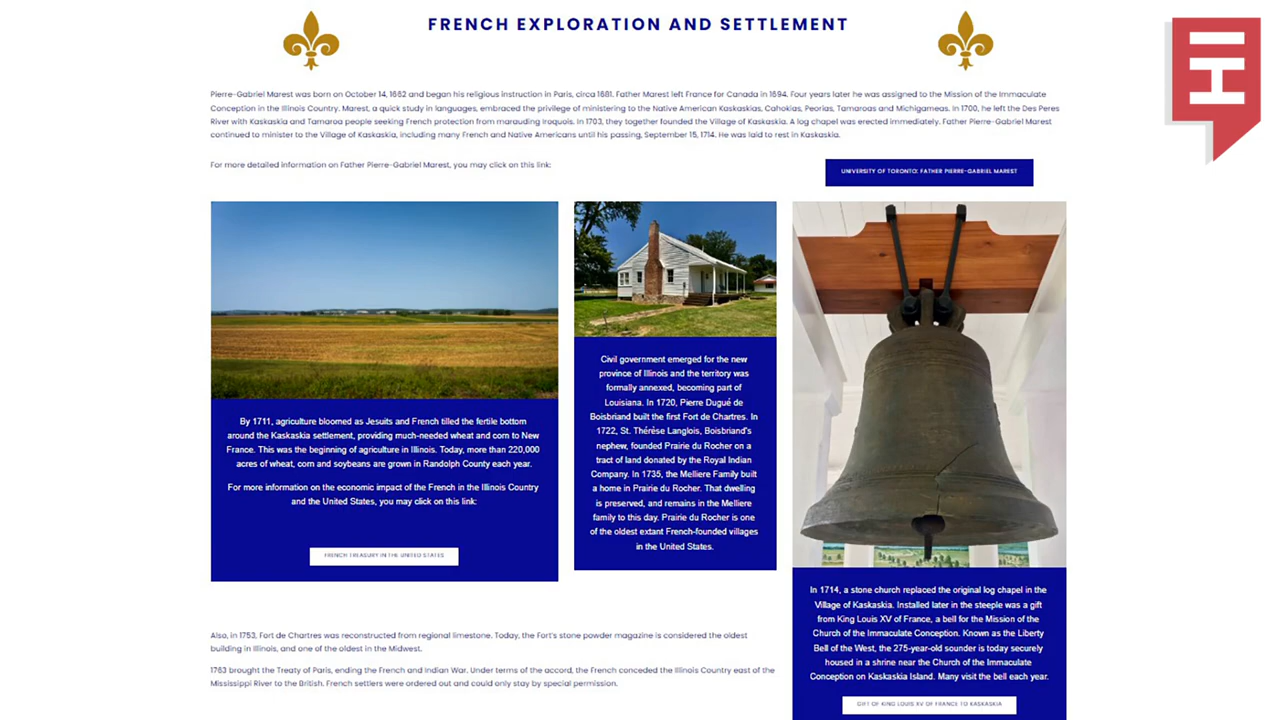 FRENCH EXPLORATION AND SETTLEMENT
Pierre-Gabriel Marest was born on October 14, 1662 and began his religious instruction in Paris, circa 1681. Father Marest left France for Canada in 1694. Four years later he was assigned to the Mission of the Immaculate
Conception in the Illinois Country. Marest, a quick study in languages, embraced the privilege of ministering to the Native American Kaskaskias, Cahokias, Peorias, Tamaroas and Michigameas. In 1700, he left the Des Peres
River with Kaskaskia and Tamaroa people seeking French protection from marauding Iroquois. In 1703, they together founded the Village of Kaskaskia. A log chapel was erected immediately. Father Pierre-Gabriel Marest
continued to minister to the Village of Kaskaskia, including many French and Native Americans until his passing, September 15, 1714. He was laid to rest in Kaskaskia.
For more detailed information on Father Pierre-Gabriel Marest, you may click on this link:
UNIVERSITY OF TORONTO: FATHER PIERRE-GABRIEL MAREST
By 1711, agriculture bloomed as Jesuits and French tilled the fertile bottom
around the Kaskaskia settlement, providing much-needed wheat and corn to New
France. This was the beginning of agriculture in Illinois. Today, more than 220,000
acres of wheat, corn and soybeans are grown in Randolph County each year.
For more information on the economic impact of the French in the Illinois Country
and the United States, you may click on this link:
FRENCH TREASURY IN THE UNITED STATES
Civil government emerged for the new
province of Illinois and the territory was
formally annexed, becoming part of
Louisiana. In 1720, Pierre Dugué de
Boisbriand built the first Fort de Chartres. In
1722, St. Thérèse Langlois, Boisbriand's
nephew, founded Prairie du Rocher on a
tract of land donated by the Royal Indian
Company. In 1735, the Melliere Family built
a home in Prairie du Rocher. That dwelling
is preserved, and remains in the Melliere
family to this day. Prairie du Rocher is one
of the oldest extant French-founded villages
in the United States.
In 1714, a stone church replaced the original log chapel in the
Village of Kaskaskia. Installed later in the steeple was a gift
from King Louis XV of France, a bell for the Mission of the
Church of the Immaculate Conception. Known as the Liberty
Bell of the West, the 275-year-old sounder is today securely
housed in a shrine near the Church of the Immaculate
Conception on Kaskaskia Island. Many visit the bell each year.
GIFT OF KING LOUIS XV OF FRANCE TO KASKASKIA
Also, in 1753, Fort de Chartres was reconstructed from regional limestone. Today, the Fort's stone powder magazine is considered the oldest
building in Illinois, and one of the oldest in the Midwest.
1763 brought the Treaty of Paris, ending the French and Indian War. Under terms of the accord, the French conceded the Illinois Country east of the
Mississippi River to the British. French settlers were ordered out and could only stay by special permission.